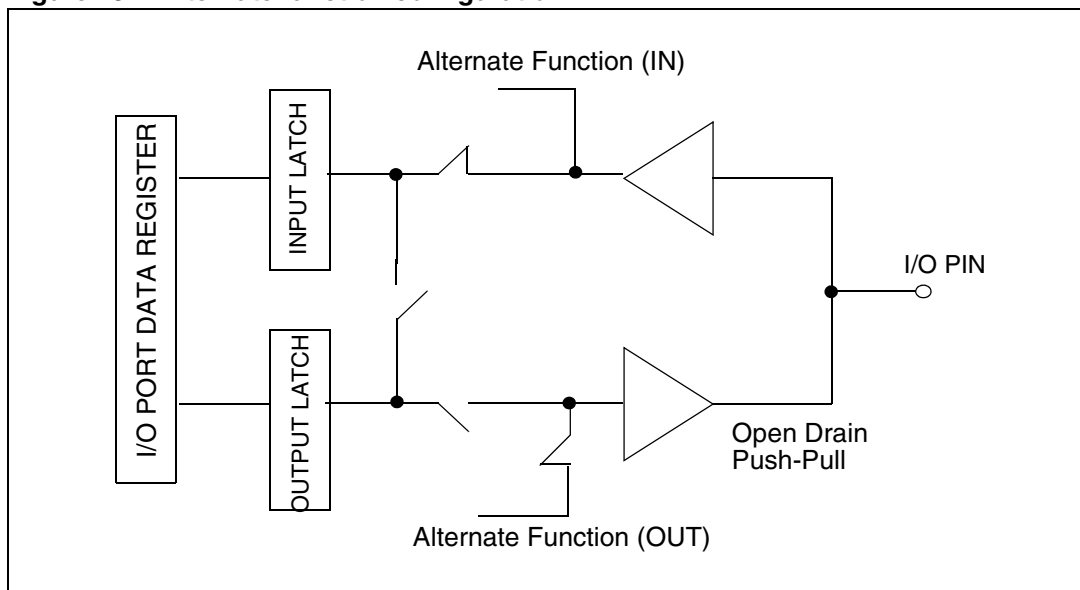 Alternate Function (IN)
I/O PORT DATA REGISTER
INPUT LATCH
I/O PIN
OUTPUT LATCH
Open Drain
Push-Pull
Alternate Function (OUT)